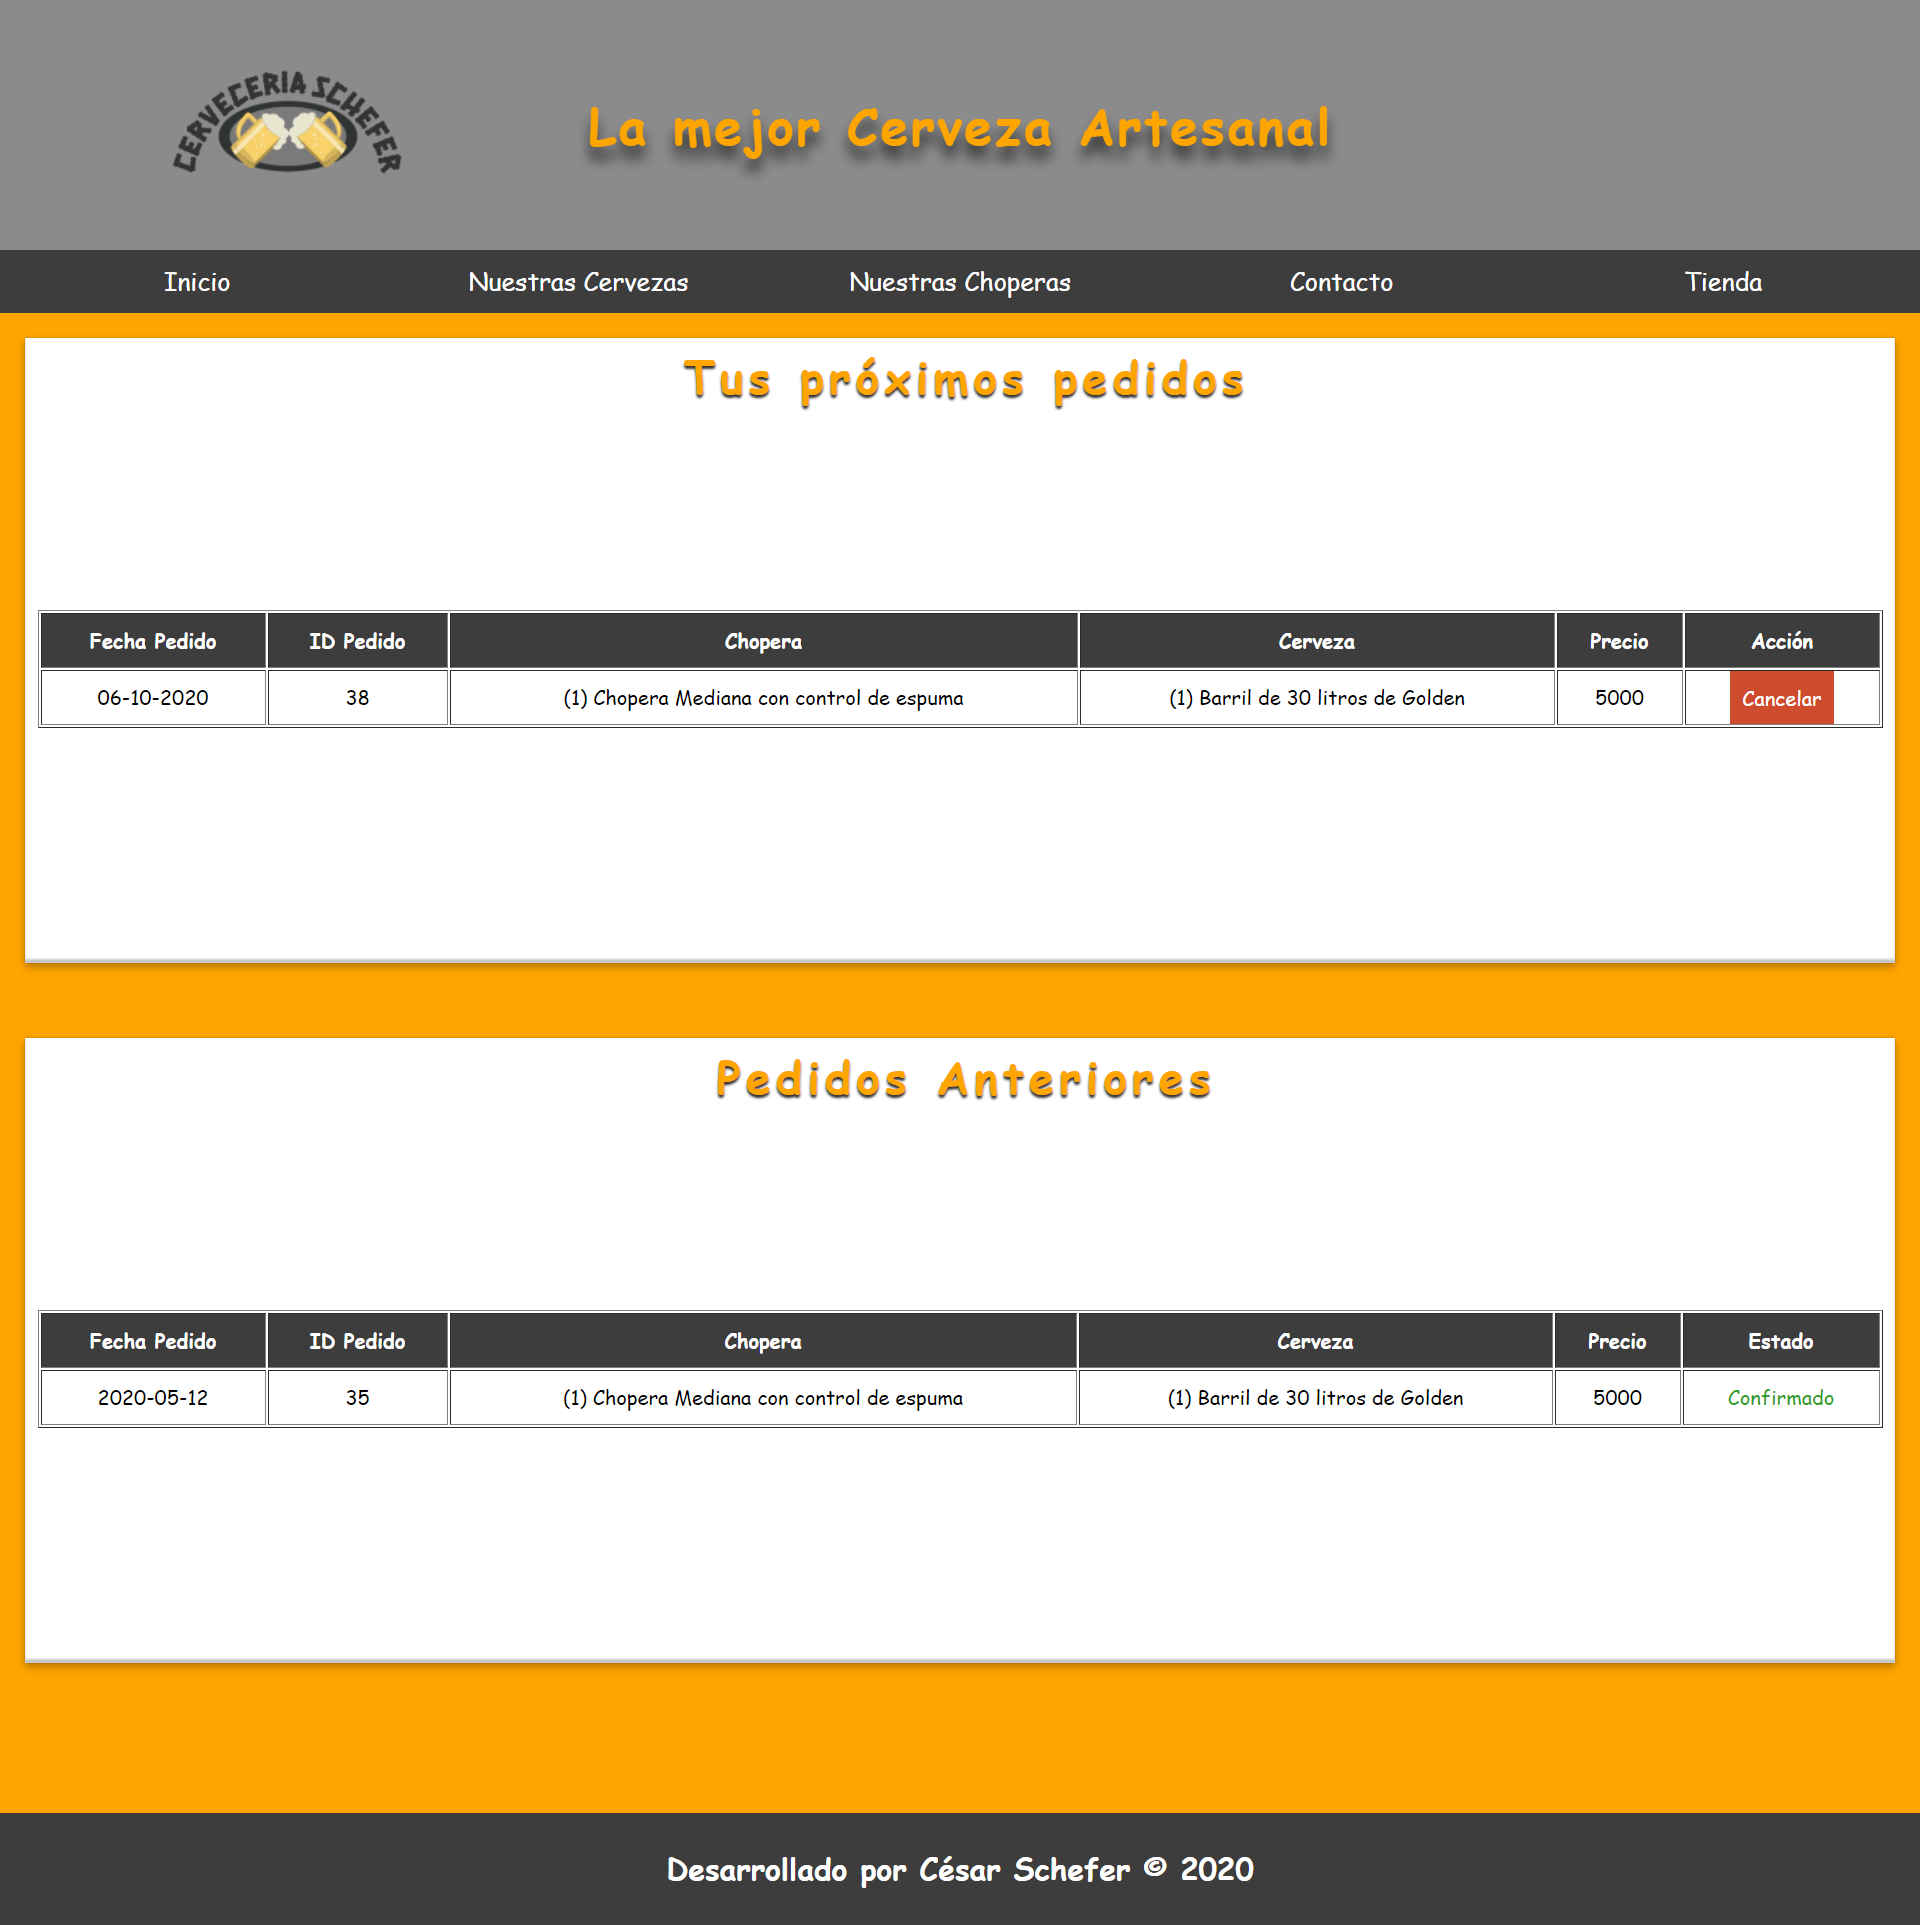 CERVECERIA SCHEFER
La mejor Cerveza Artesanal
Inicio Nuestras Cervezas Nuestras Choperas Contacto Tienda
Tus próximos pedidos
Fecha Pedido ID Pedido Chopera Cerveza Precio Acción
06-10-2020 38 (1) Chopera Mediana con control de espuma (1) Barril de 30 litros de Golden 5000 Cancelar
Pedidos Anteriores
Fecha Pedido ID Pedido Chopera Cerveza Precio Estado
2020-05-12 35 (1) Chopera Mediana con control de espuma (1) Barril de 30 litros de Golden 5000 Confirmado
Desarrollado por César Schefer © 2020